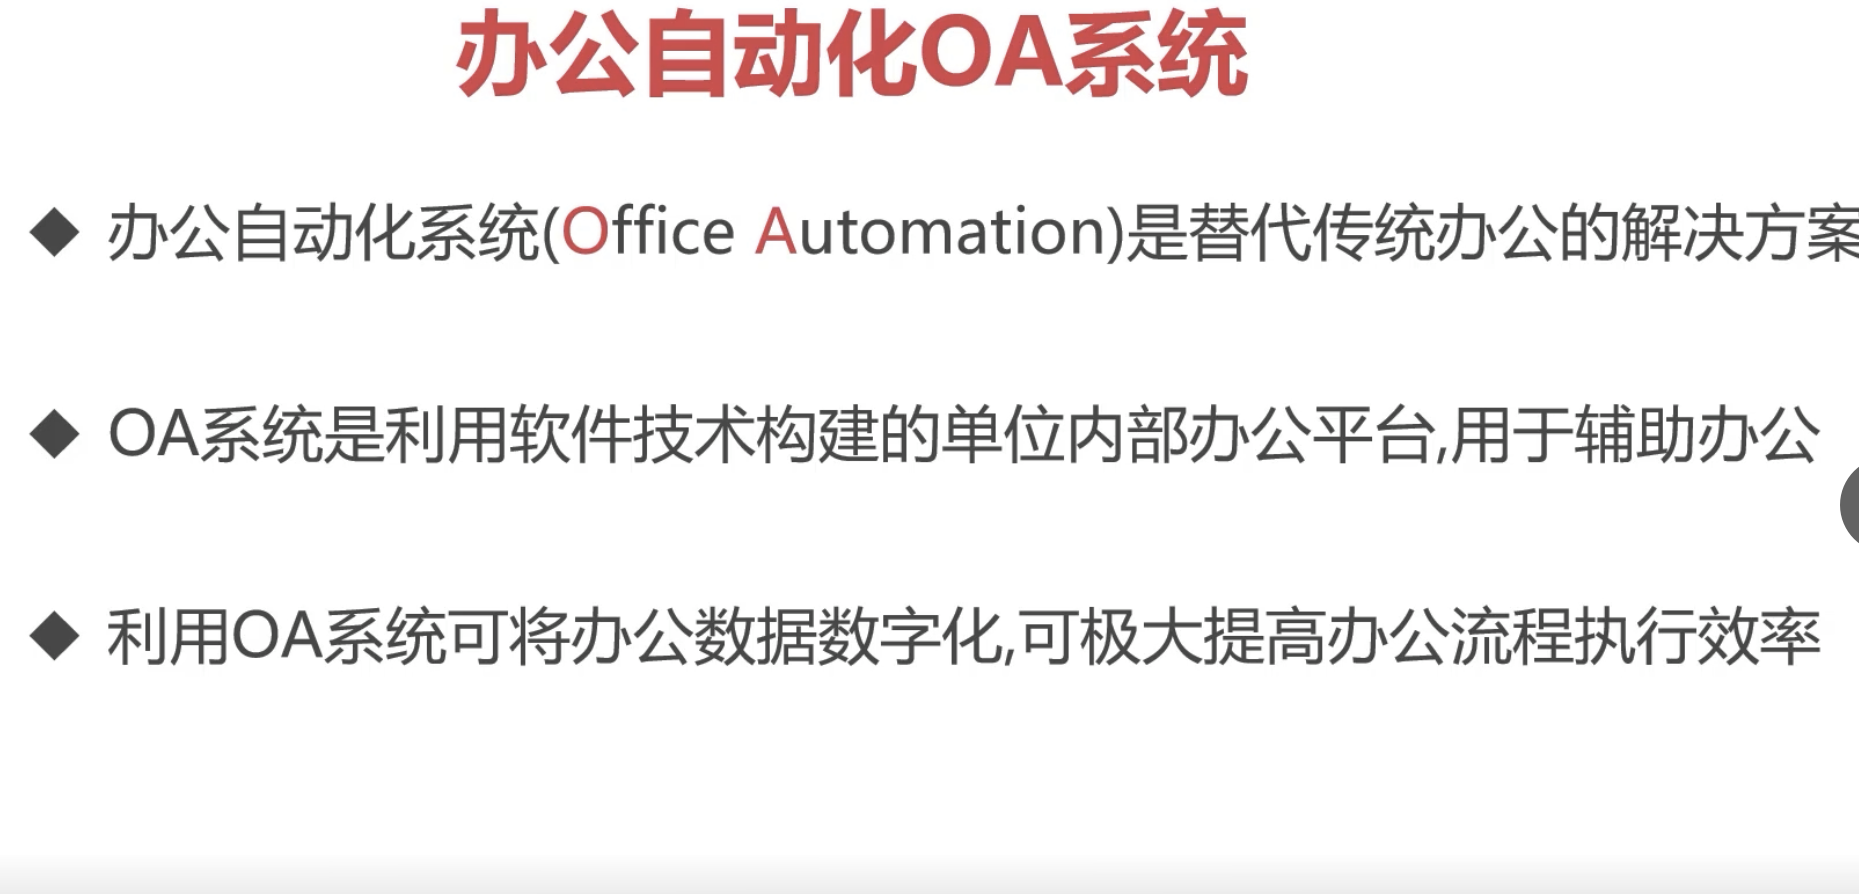 办公自动化OA系统
◆ 办公自动化系统(Office Automation)是替代传统办公的解决方案
◆ OA系统是利用软件技术构建的单位内部办公平台,用于辅助办公
◆ 利用OA系统可将办公数据数字化,可极大提高办公流程执行效率